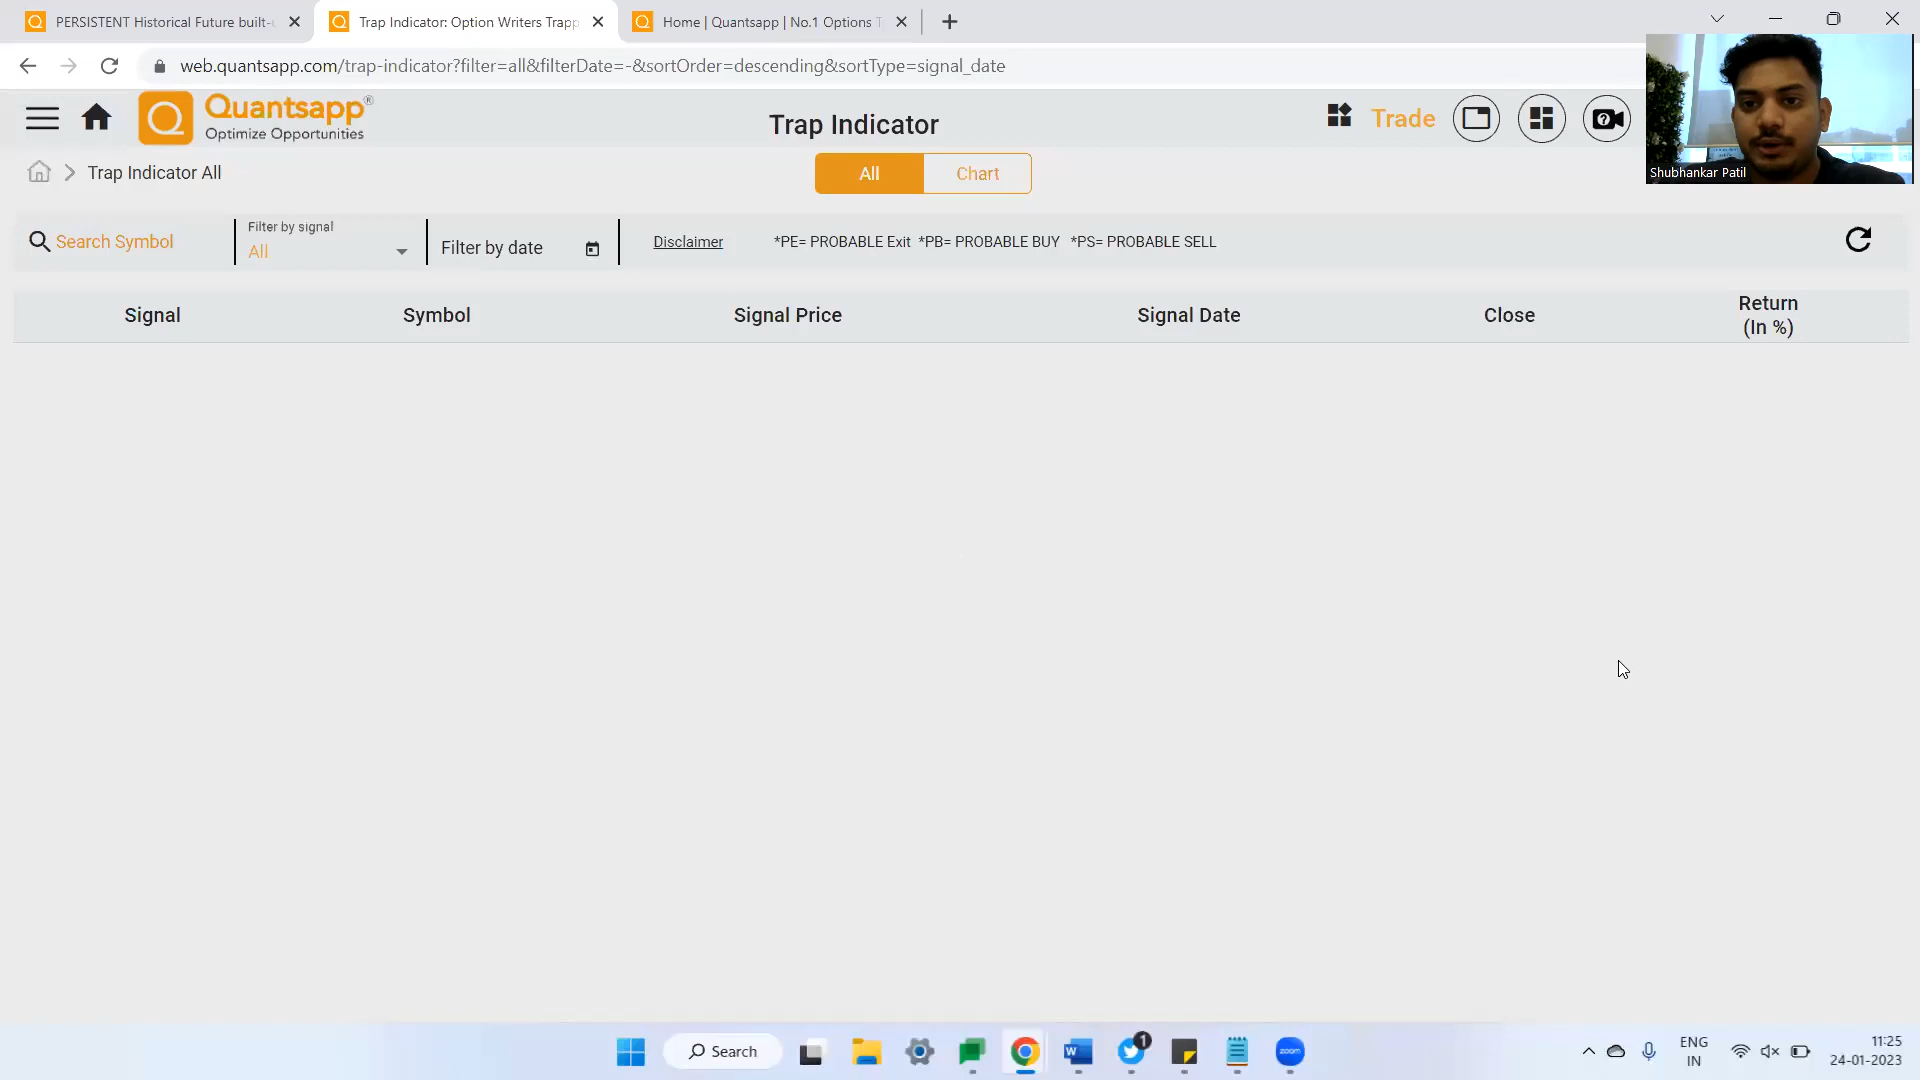 PERSISTENT Historical Future built-
Trap Indicator: Option Writers Trapp
Home | Quantsapp | No.1 Options T
web.quantsapp.com/trap-indicator?filter=all&filterDate=-&sortOrder=descending&sortType=signal_date
Quantsapp®
Optimize Opportunities
Trap Indicator
Trade
Shubhankar Patil
Trap Indicator All
All
Chart
Search Symbol
Filter by signal
All
Filter by date
Disclaimer
*PE= PROBABLE Exit *PB= PROBABLE BUY *PS= PROBABLE SELL
Signal
Symbol
Signal Price
Signal Date
Close
Return
(In %)
Search
W
1
zoom
ENG
IN
11:25
24-01-2023